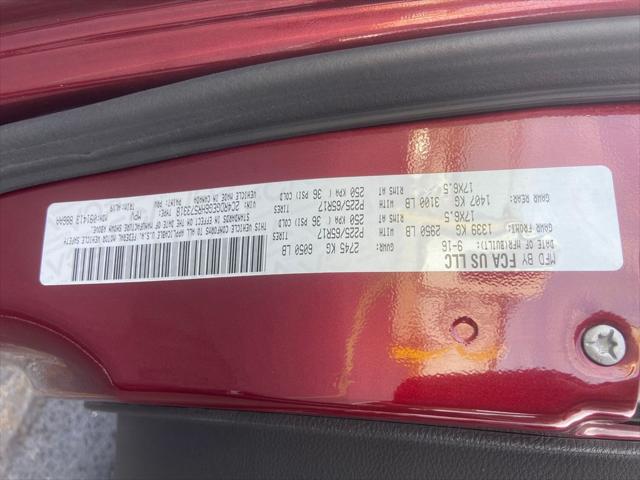 MFD BY FCA US LLC
DATE OF MFR(BUILT): 9-16 2745 KG 6050 LB
GAWR FRONT: 1339 KG 2950 LB WITH P225/65R17
17X6.5 RIMS AT 250 KPA ( 36 PSI) COLD
GAWR REAR: 1407 KG 3100 LB WITH P225/65R17
17X6.5 RIMS AT 250 KPA ( 36 PSI) COLD
THIS VEHICLE CONFORMS TO ALL APPLICABLE U.S.A. FEDERAL MOTOR VEHICLE SAFETY
STANDARDS IN EFFECT ON THE DATE OF MANUFACTURE SHOWN ABOVE.
VIN: 2C4RDGEG6HR573318 TYPE: MPV
VEHICLE MADE IN CANADA